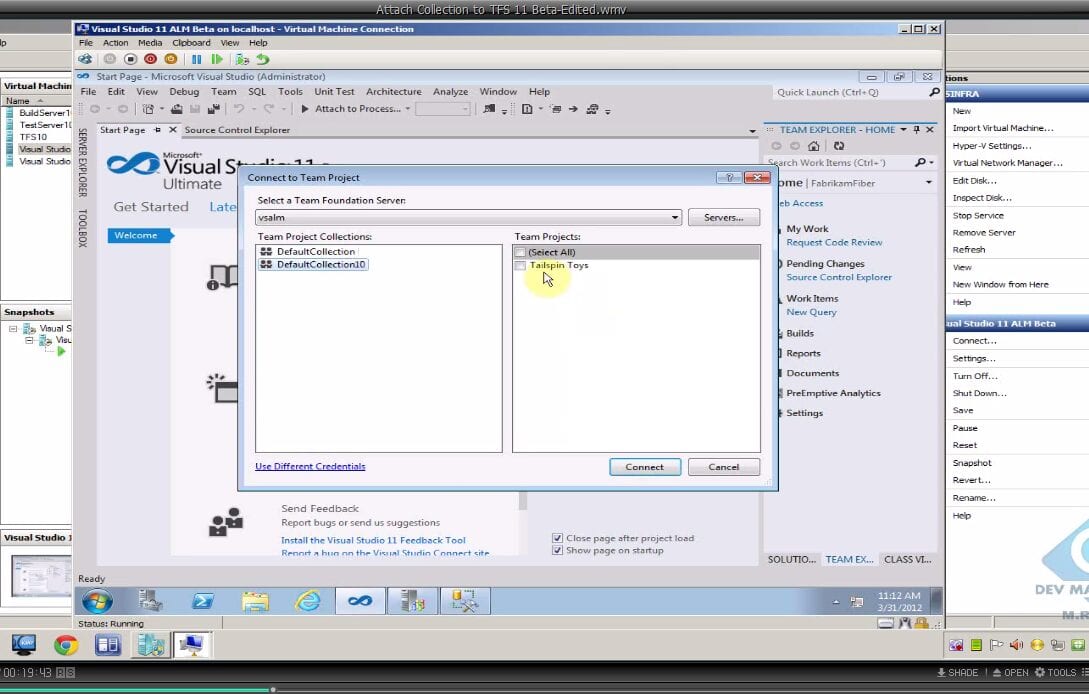 Attach Collection to TFS 11 Beta-Edited.wmv
Visual Studio 11 ALM Beta on localhost - Virtual Machine Connection
File Action Media Clipboard View Help
Start Page - Microsoft Visual Studio (Administrator)
File Edit View Debug Team SQL Tools Unit Test Architecture Analyze Window Help
Quick Launch (Ctrl+Q)
Attach to Process...
Virtual Machin
Name
BuildServer1
TestServer10
TFS10
Visual Studio
Visual Studio
Snapshots
Visual S
Visu
Visual Studio 1
SERVER EXPLORER
TOOLBOX
Start Page
Source Control Explorer
Microsoft
Visual Studio
Ultimate
Get Started
Late
Welcome
Connect to Team Project
Select a Team Foundation Server:
vsalm
Servers...
Team Project Collections:
DefaultCollection
DefaultCollection10
Team Projects:
(Select All)
Tailspin Toys
Use Different Credentials
Connect
Cancel
Send Feedback
Report bugs or send us suggestions
Install the Visual Studio 11 Feedback Tool
Report a bug on the Visual Studio Connect site
Close page after project load
Show page on startup
TEAM EXPLORER - HOME
Search Work Items (Ctrl+')
ome | FabrikamFiber
eb Access
My Work
Request Code Review
Pending Changes
Source Control Explorer
Work Items
New Query
Builds
Reports
Documents
PreEmptive Analytics
Settings
SOLUTIO... TEAM EX... CLASS VI...
tions
SINFRA
New
Import Virtual Machine...
Hyper-V Settings...
Virtual Network Manager...
Edit Disk...
Inspect Disk...
Stop Service
Remove Server
Refresh
View
New Window from Here
Help
ual Studio 11 ALM Beta
Connect...
Settings...
Turn Off...
Shut Down...
Save
Pause
Reset
Snapshot
Revert...
Rename...
Help
DEV MA
M.R
Ready
11:12 AM
3/31/2012
Status: Running
00:19:43 RS
SHADE ! OPEN TOOLS